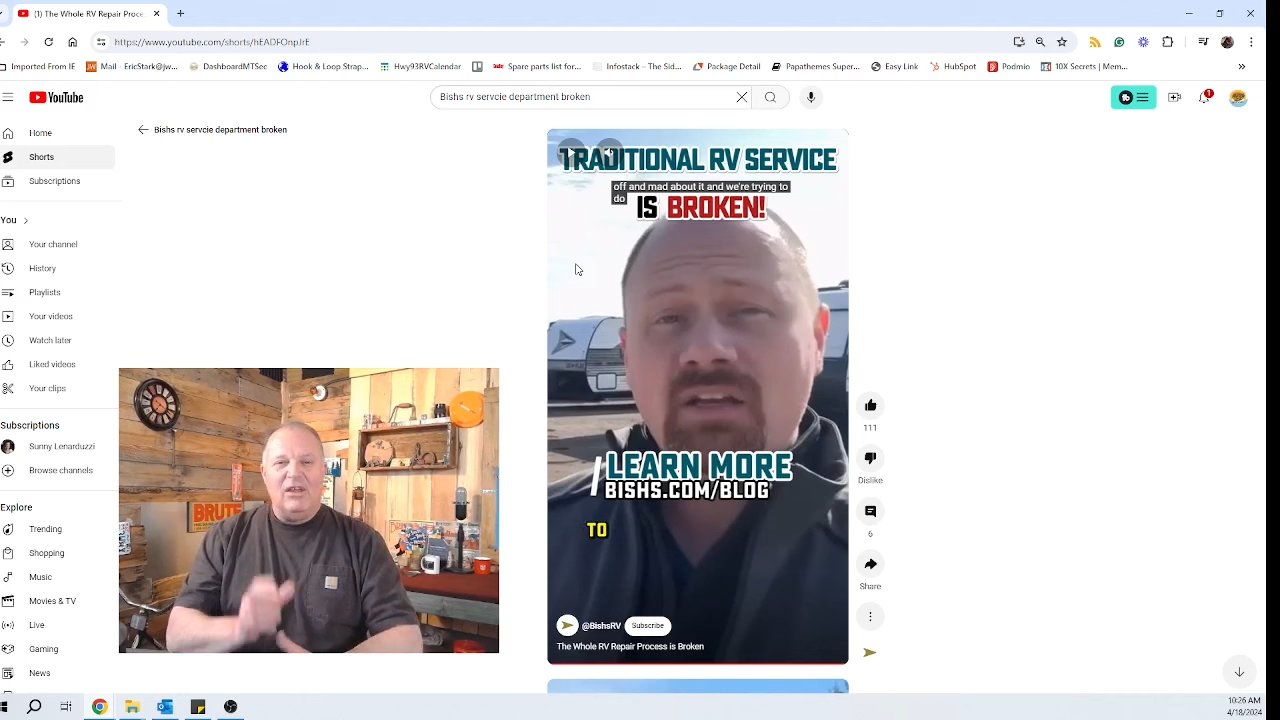 (1) The Whole RV Repair Proce
https://www.youtube.com/shorts/hEADFOnpJrE
Imported From IE
Mail - EricStark@jw...
DashboardMTSec
Hook & Loop Strap...
Hwy93RVCalendar
Spare parts list for...
Infostack – The Sid...
Package Detail
Epiphanies Super...
Easy Link
HubSpot
Podmio
10X Secrets | Mem...
»
YouTube
Bishs rv servcie department broken
1
Home
Bishs rv servcie department broken
Shorts
Subscriptions
You
Your channel
History
Playlists
Your videos
Watch later
Liked videos
Your clips
Subscriptions
Sunny Lenarduzzi
Browse channels
Explore
Trending
Shopping
Music
Movies & TV
Live
Gaming
News
BRUTE
TRADITIONAL RV SERVICE
off and mad about it and we're trying to
do
IS BROKEN!
LEARN MORE
BISHS.COM/BLOG
TO
@BishsRV
Subscribe
The Whole RV Repair Process is Broken
111
Dislike
6
Share
10:26 AM
4/18/2024